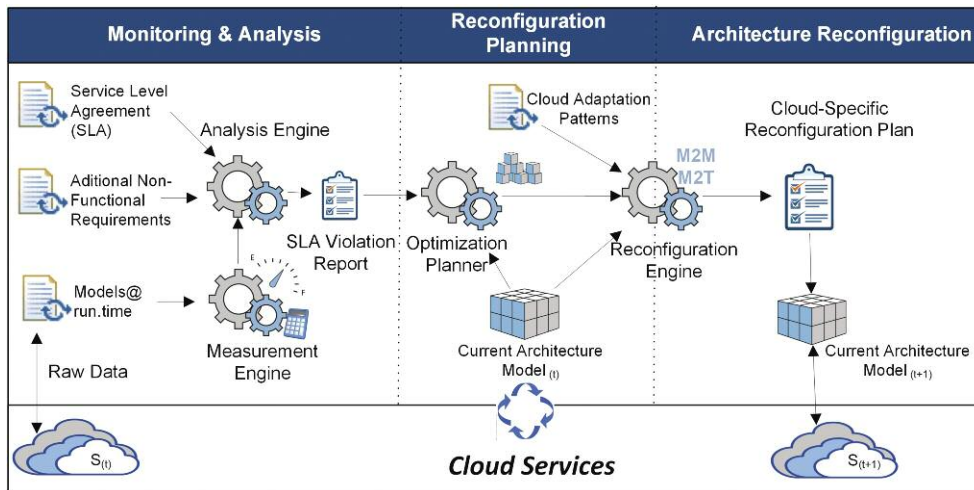 Monitoring & Analysis
Reconfiguration
Planning
Architecture Reconfiguration
Service Level
Agreement
(SLA)
Analysis Engine
Aditional Non-
Functional
Requirements
SLA Violation
Report
Models@
run.time
E
F
Measurement
Engine
Raw Data
S(t)
Cloud Adaptation
Patterns
M2M
M2T
Optimization
Planner
Reconfiguration
Engine
Current Architecture
Model (t)
Cloud Services
Cloud-Specific
Reconfiguration Plan
Current Architecture
Model (t+1)
S(t+1)